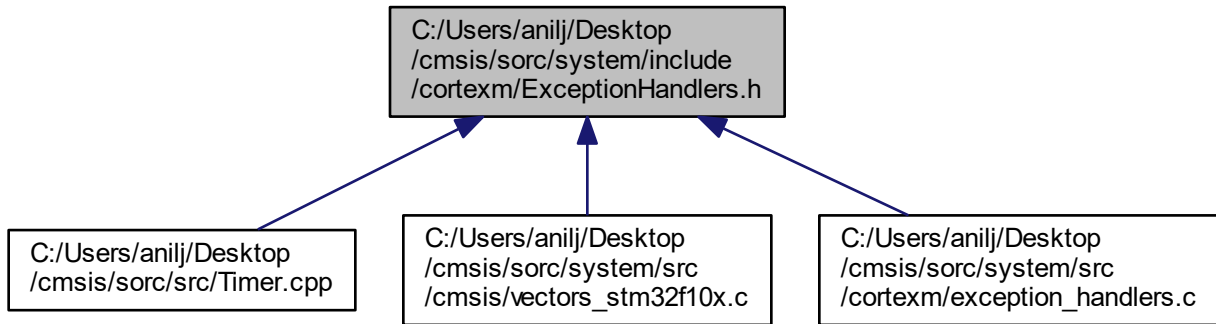 C:/Users/anilj/Desktop
/cmsis/sorc/system/include
/cortexm/ExceptionHandlers.h
C:/Users/anilj/Desktop
/cmsis/sorc/src/Timer.cpp
C:/Users/anilj/Desktop
/cmsis/sorc/system/src
/cmsis/vectors_stm32f10x.c
C:/Users/anilj/Desktop
/cmsis/sorc/system/src
/cortexm/exception_handlers.c